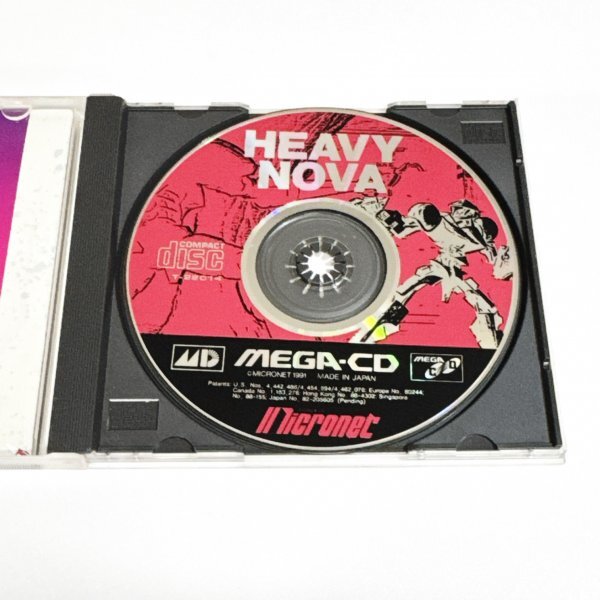 HEAVY
NOVA
COMPACT
disc
T-22014
MD MEGA-CD MEGA CD
©MICRONET 1991 MADE IN JAPAN
Patents: U.S. Nos. 4,442,486/4,454,594/4,462,076; Europe No. 80244;
Canada No. 1,183,276; Hong Kong No. 88-4302; Singapore
No. 88-155; Japan No. 82-205605 (Pending)
Micronet